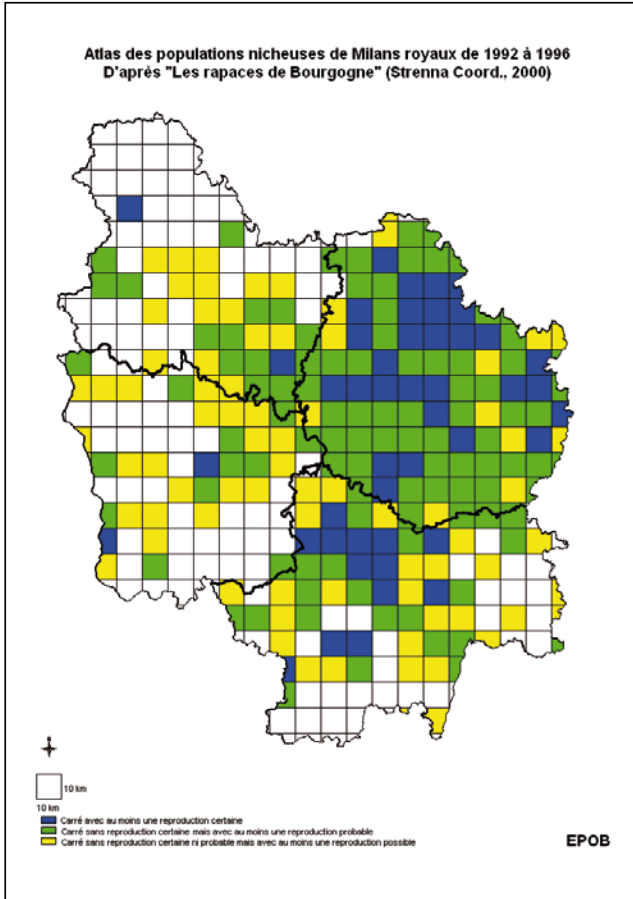 Atlas des populations nicheuses de Milans royaux de 1992 à 1996
D'après "Les rapaces de Bourgogne" (Strenna Coord., 2000)
10 km
10 km
Carré avec au moins une reproduction certaine
Carré sans reproduction certaine mais avec au moins une reproduction probable
Carré sans reproduction certaine ni probable mais avec au moins une reproduction possible
EPOB